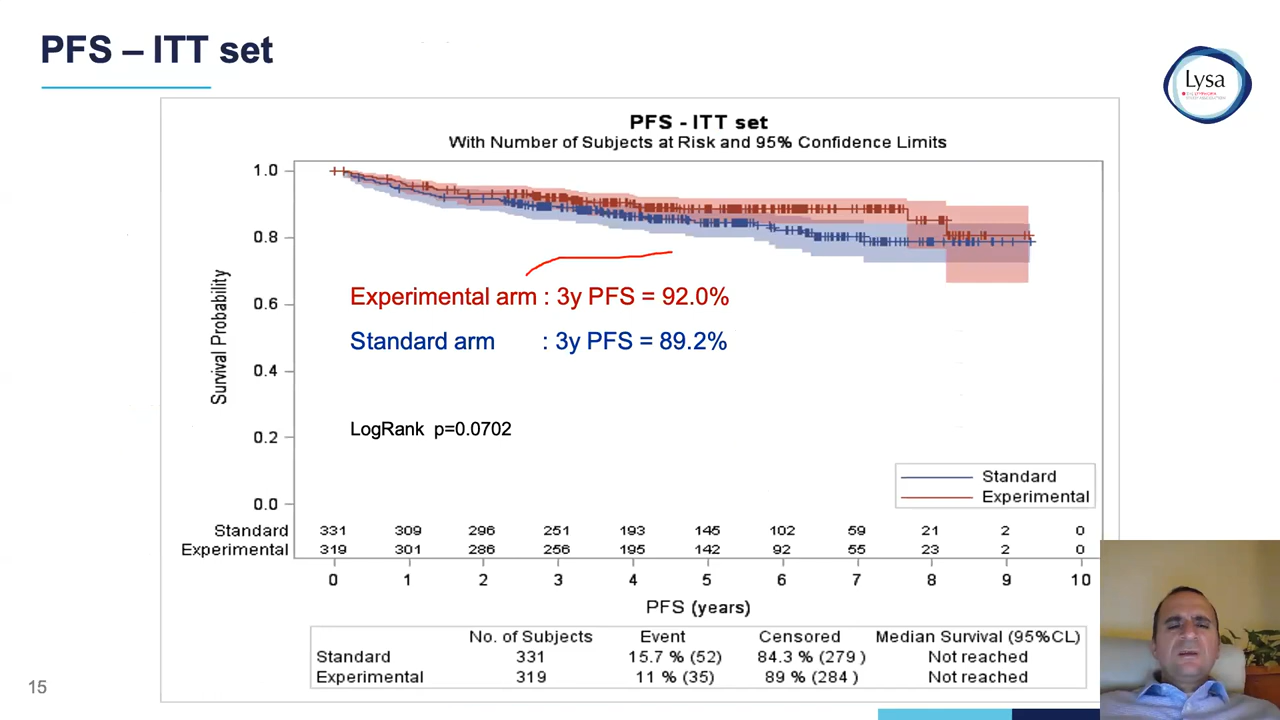 PFS – ITT set
Lysa
PFS - ITT set
With Number of Subjects at Risk and 95% Confidence Limits
1.0
0.8
0.6
0.4
0.2
0.0
Survival Probability
Experimental arm : 3y PFS = 92.0%
Standard arm : 3y PFS = 89.2%
LogRank p=0.0702
Standard
Experimental
Standard 331 309 296 251 193 145 102 59 21 2 0
Experimental 319 301 286 256 195 142 92 55 23 2 0
0 1 2 3 4 5 6 7 8 9 10
PFS (years)
No. of Subjects Event Censored Median Survival (95%CL)
Standard 331 15.7 % (52) 84.3 % (279 ) Not reached
Experimental 319 11 % (35) 89 % (284 ) Not reached
15